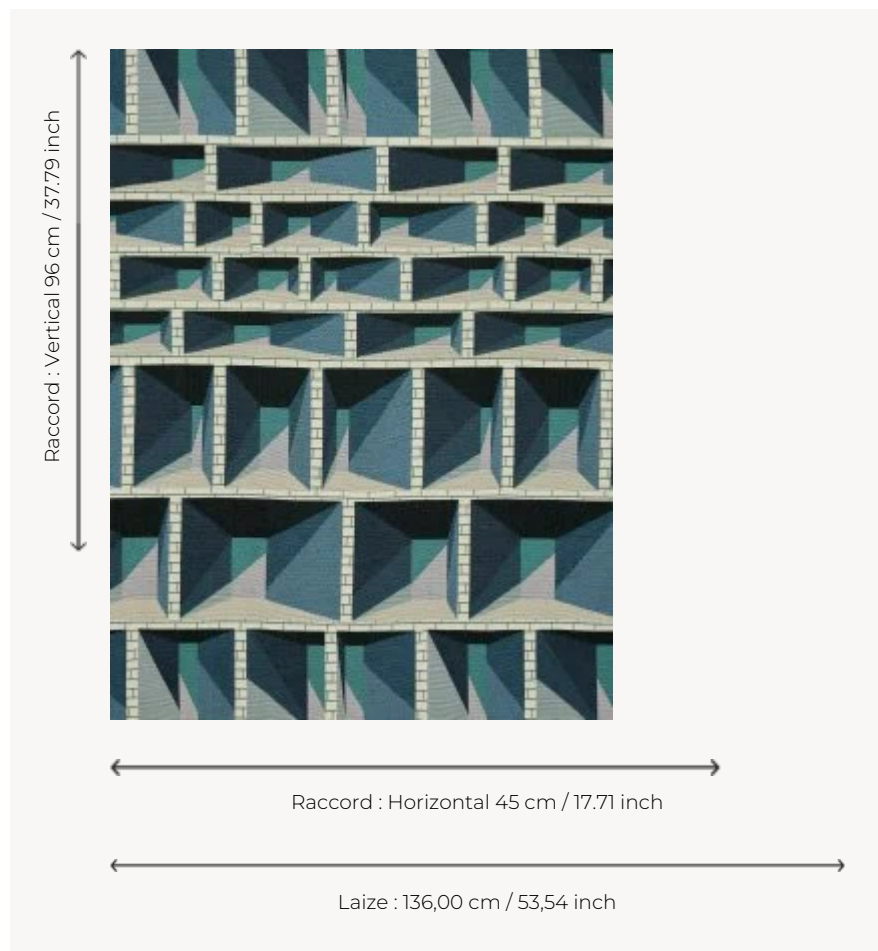 Raccord : Vertical 96 cm / 37.79 inch
Raccord : Horizontal 45 cm / 17.71 inch
Laize : 136,00 cm / 53,54 inch